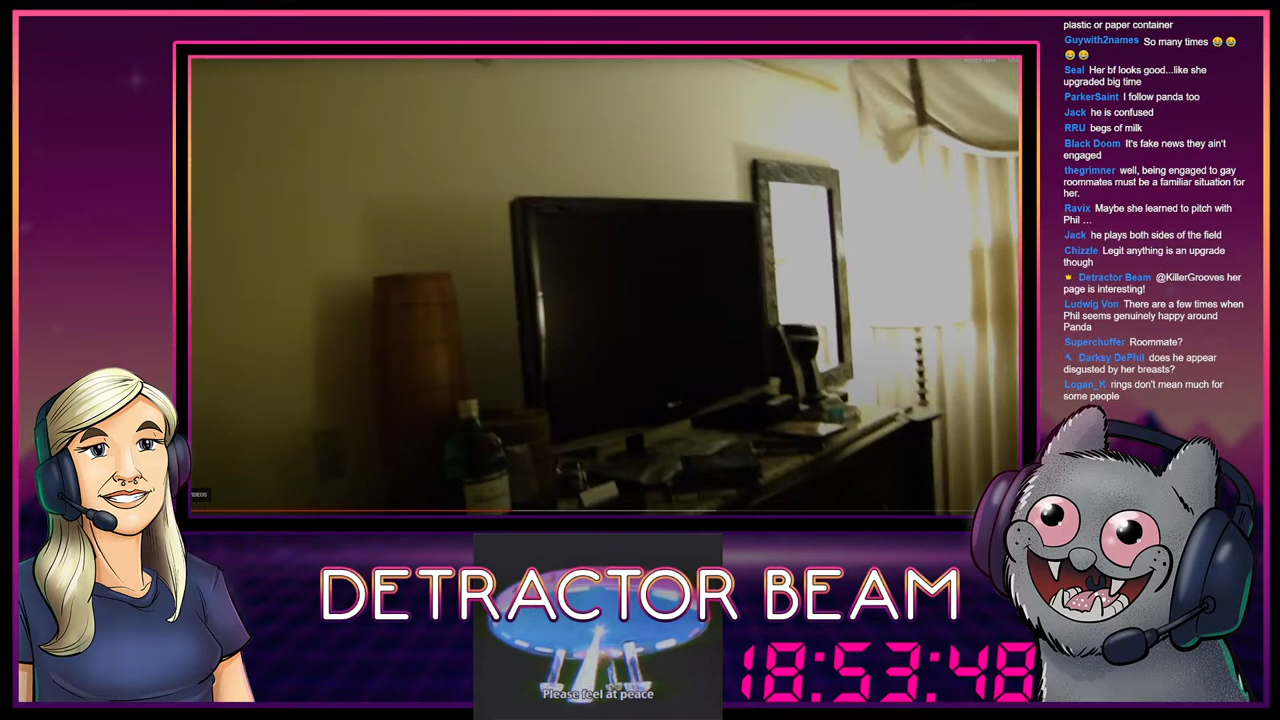 plastic or paper container
Guywith2names So many times
Seal Her bf looks good...like she
upgraded big time
ParkerSaint I follow panda too
Jack he is confused
RRU begs of milk
Black Doom It's fake news they ain't
engaged
thegrimner well, being engaged to gay
roommates must be a familiar situation for
her.
Ravix Maybe she learned to pitch with
Phil ...
Jack he plays both sides of the field
Chizzle Legit anything is an upgrade
though
Detractor Beam @KillerGrooves her
page is interesting!
Ludwig Von There are a few times when
Phil seems genuinely happy around
Panda
Superchuffer Roommate?
Darksy DePhil does he appear
disgusted by her breasts?
Logan_K rings don't mean much for
some people
DETRACTOR BEAM
18:53:48
Please feel at peace